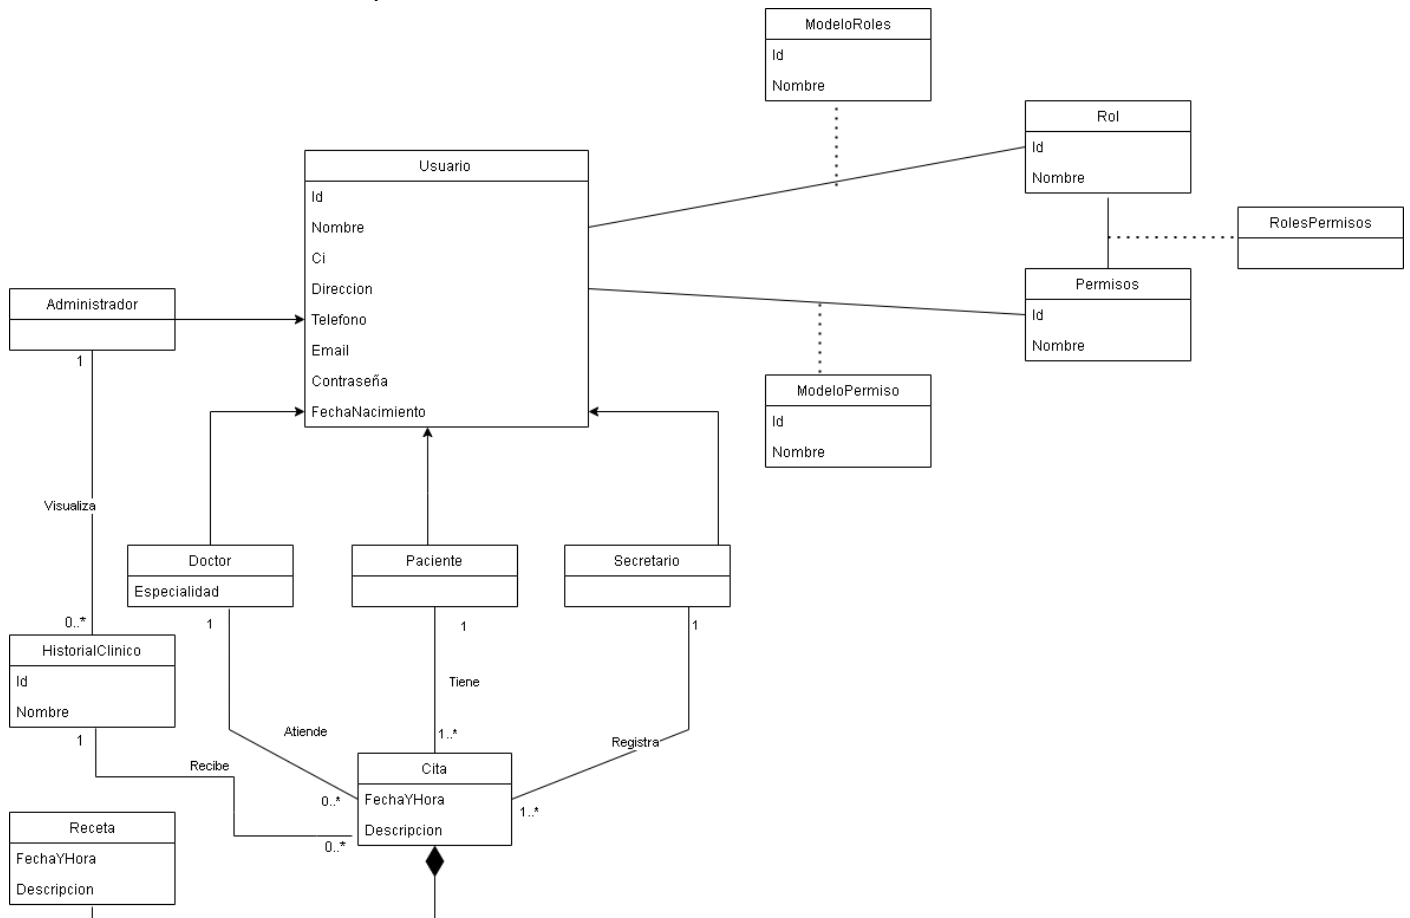 ModeloRoles
Id
Nombre
Rol
Id
Nombre
Usuario
Id
Nombre
Ci
Direccion
Telefono
Email
Contraseña
FechaNacimiento
RolesPermisos
Permisos
Id
Nombre
Administrador
1
ModeloPermiso
Id
Nombre
Visualiza
Doctor
Especialidad
1
Paciente
1
Secretario
1
0..*
HistorialClinico
Id
Nombre
1
Tiene
Atiende
1..*
Registra
Recibe
Cita
FechaYHora
Descripcion
0..*
1..*
0..*
Receta
FechaYHora
Descripcion